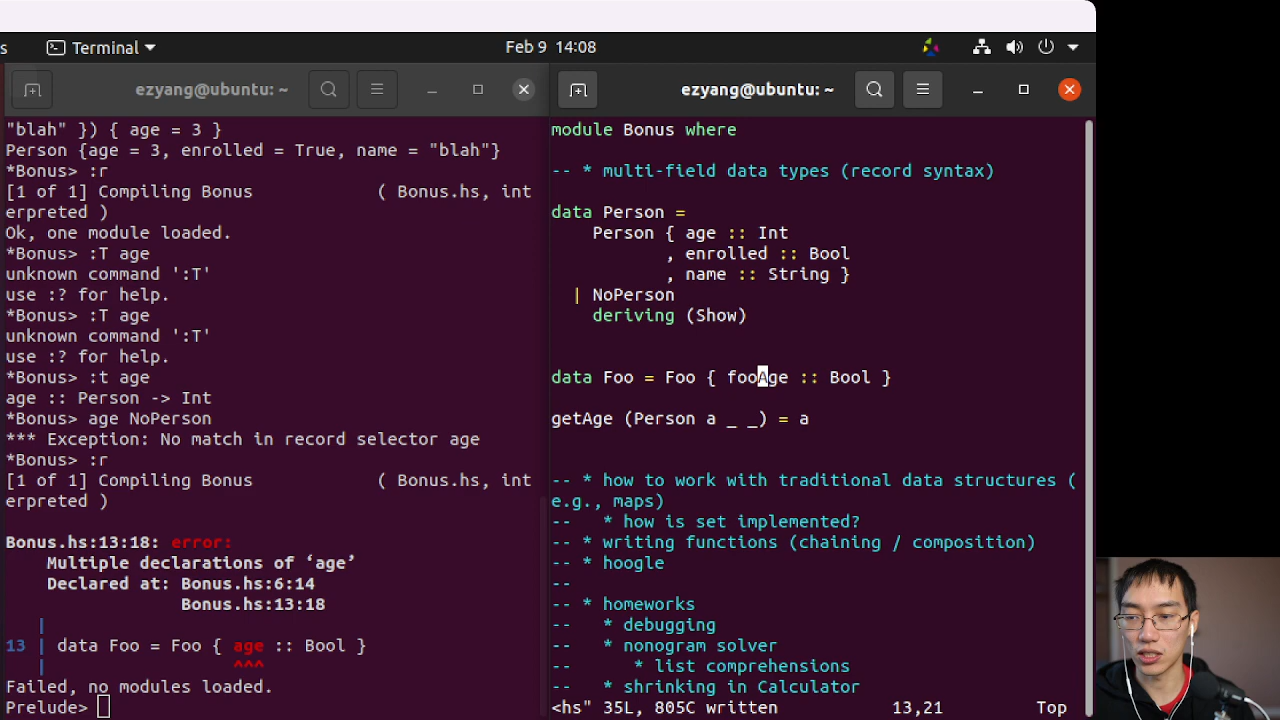 s Terminal Feb 9 14:08
ezyang@ubuntu: ~
"blah" }) { age = 3 }
Person {age = 3, enrolled = True, name = "blah"}
*Bonus> :r
[1 of 1] Compiling Bonus ( Bonus.hs, int
erpreted )
Ok, one module loaded.
*Bonus> :T age
unknown command ':T'
use :? for help.
*Bonus> :T age
unknown command ':T'
use :? for help.
*Bonus> :t age
age :: Person -> Int
*Bonus> age NoPerson
*** Exception: No match in record selector age
*Bonus> :r
[1 of 1] Compiling Bonus ( Bonus.hs, int
erpreted )
Bonus.hs:13:18: error:
Multiple declarations of ‘age’
Declared at: Bonus.hs:6:14
Bonus.hs:13:18
|
13 | data Foo = Foo { age :: Bool }
| ^^^
Failed, no modules loaded.
Prelude>
ezyang@ubuntu: ~
module Bonus where
-- * multi-field data types (record syntax)
data Person =
Person { age :: Int
, enrolled :: Bool
, name :: String }
| NoPerson
deriving (Show)
data Foo = Foo { fooAge :: Bool }
getAge (Person a _ _) = a
-- * how to work with traditional data structures (
e.g., maps)
-- * how is set implemented?
-- * writing functions (chaining / composition)
-- * hoogle
--
-- * homeworks
-- * debugging
-- * nonogram solver
-- * list comprehensions
-- * shrinking in Calculator
<hs" 35L, 805C written 13,21 Top